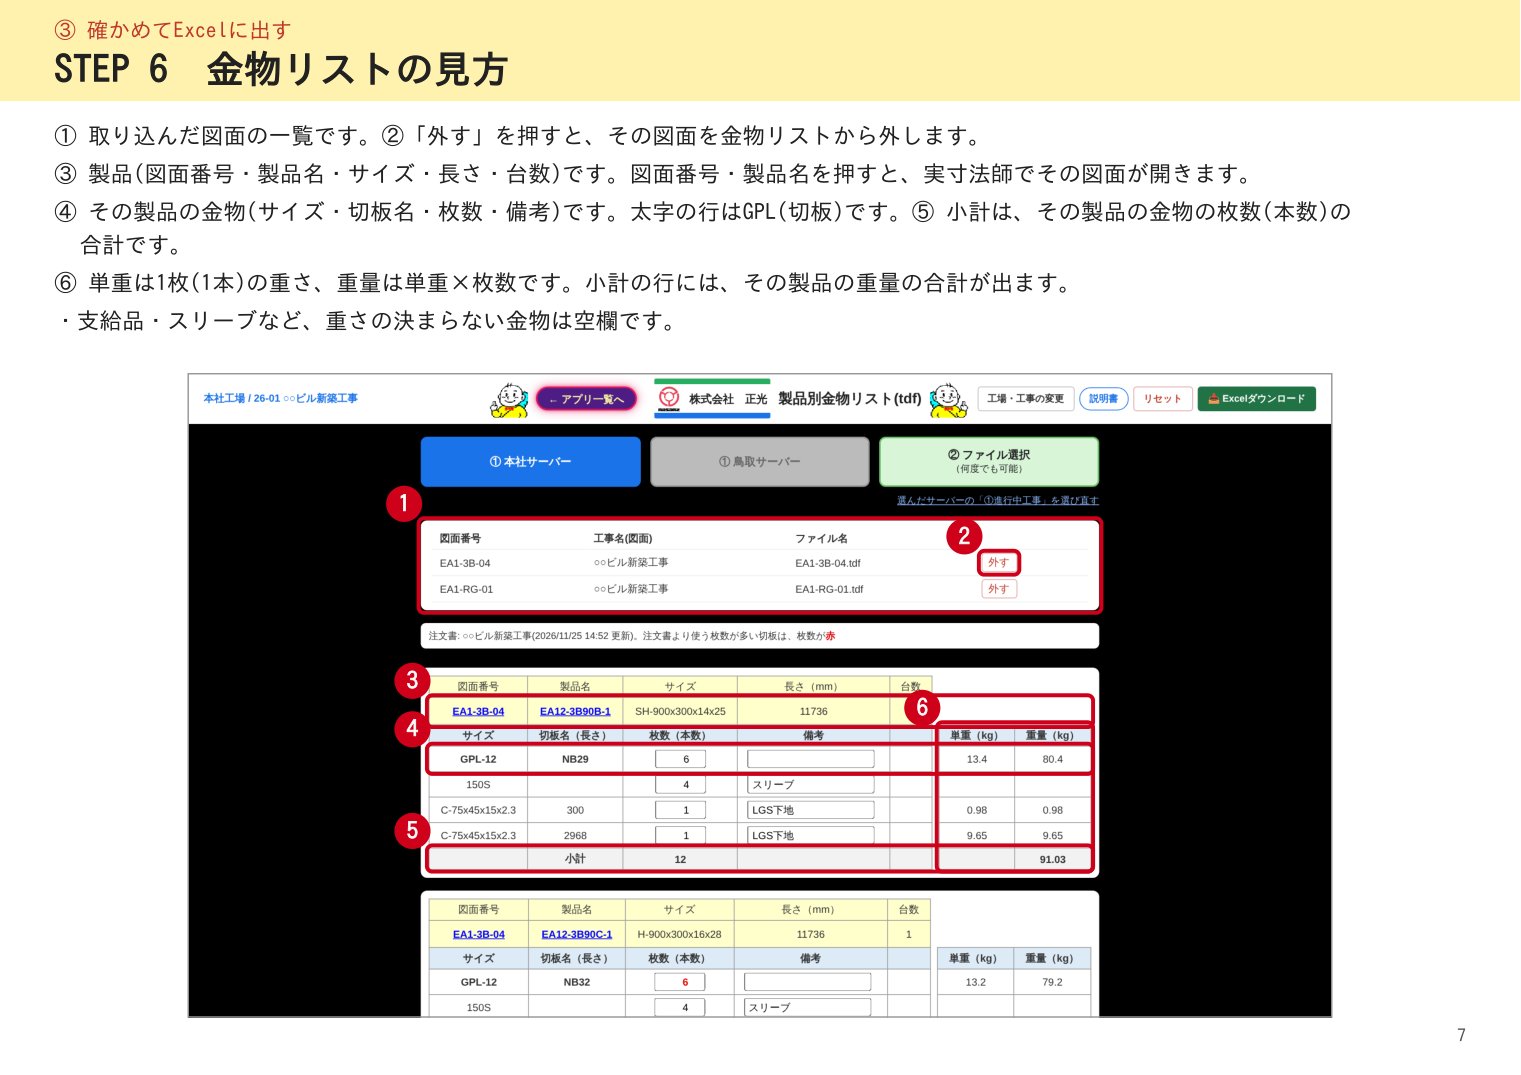 ③ 確かめてExcelに出す
STEP 6　金物リストの見方
① 取り込んだ図面の一覧です。②「外す」を押すと、その図面を金物リストから外します。
③ 製品(図面番号・製品名・サイズ・長さ・台数)です。図面番号・製品名を押すと、実寸法師でその図面が開きます。
④ その製品の金物(サイズ・切板名・枚数・備考)です。太字の行はGPL(切板)です。⑤ 小計は、その製品の金物の枚数(本数)の
合計です。
⑥ 単重は1枚(1本)の重さ、重量は単重×枚数です。小計の行には、その製品の重量の合計が出ます。
・支給品・スリーブなど、重さの決まらない金物は空欄です。
本社工場 / 26-01 ○○ビル新築工事 ← アプリ一覧へ 株式会社 正光 製品別金物リスト(tdf) 工場・工事の変更 説明書 リセット Excelダウンロード
① 本社サーバー ① 鳥取サーバー ② ファイル選択
(何度でも可能)
選んだサーバーの「①進行中工事」を選び直す
1
2
図面番号 工事名(図面) ファイル名
EA1-3B-04 ○○ビル新築工事 EA1-3B-04.tdf 外す
EA1-RG-01 ○○ビル新築工事 EA1-RG-01.tdf 外す
注文書: ○○ビル新築工事(2026/11/25 14:52 更新)。注文書より使う枚数が多い切板は、枚数が赤
3
図面番号 製品名 サイズ 長さ（mm） 台数
EA1-3B-04 EA12-3B90B-1 SH-900x300x14x25 11736
6
4
サイズ 切板名（長さ） 枚数（本数） 備考 単重（kg） 重量（kg）
GPL-12 NB29 6 13.4 80.4
150S 4 スリーブ
C-75x45x15x2.3 300 1 LGS下地 0.98 0.98
5
C-75x45x15x2.3 2968 1 LGS下地 9.65 9.65
小計 12 91.03
図面番号 製品名 サイズ 長さ（mm） 台数
EA1-3B-04 EA12-3B90C-1 H-900x300x16x28 11736 1
サイズ 切板名（長さ） 枚数（本数） 備考 単重（kg） 重量（kg）
GPL-12 NB32 6 13.2 79.2
150S 4 スリーブ
7